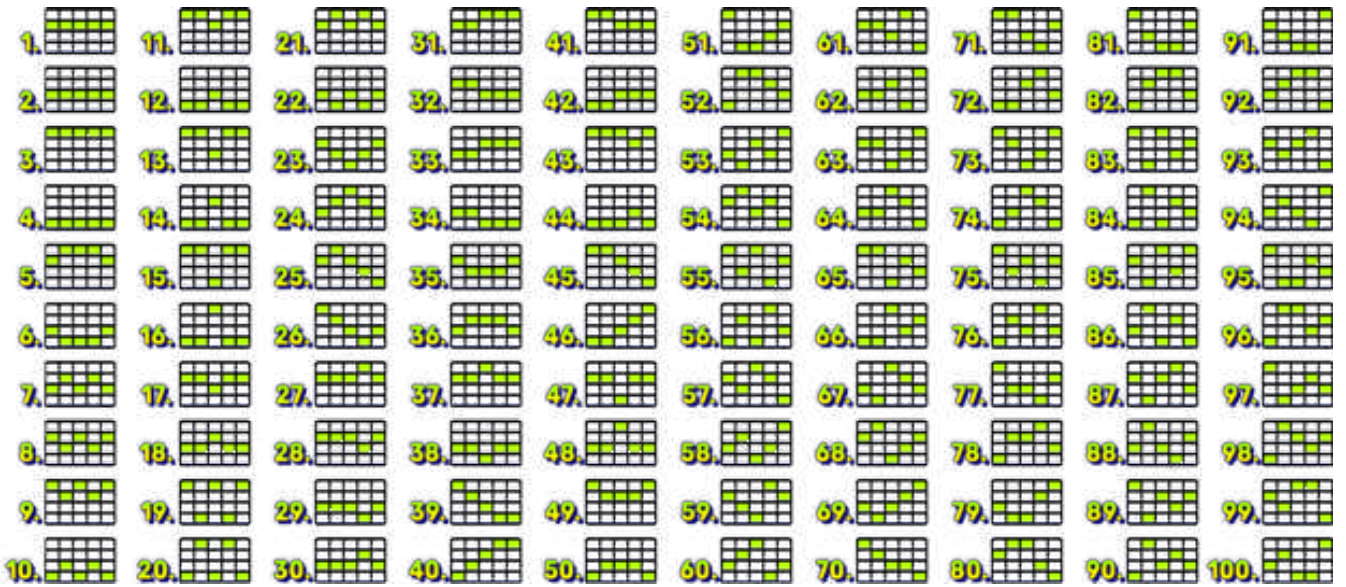 1. 11. 21. 31. 41. 51. 61. 71. 81. 91.
2. 12. 22. 32. 42. 52. 62. 72. 82. 92.
3. 13. 23. 33. 43. 53. 63. 73. 83. 93.
4. 14. 24. 34. 44. 54. 64. 74. 84. 94.
5. 15. 25. 35. 45. 55. 65. 75. 85. 95.
6. 16. 26. 36. 46. 56. 66. 76. 86. 96.
7. 17. 27. 37. 47. 57. 67. 77. 87. 97.
8. 18. 28. 38. 48. 58. 68. 78. 88. 98.
9. 19. 29. 39. 49. 59. 69. 79. 89. 99.
10. 20. 30. 40. 50. 60. 70. 80. 90. 100.